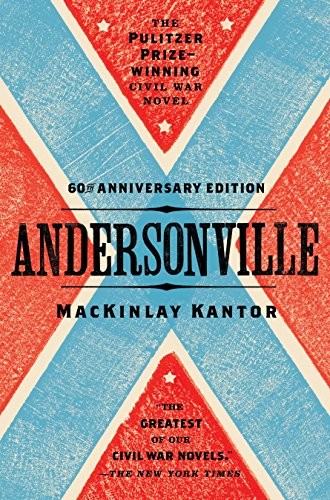 THE
PULITZER
PRIZE–
WINNING
CIVIL WAR
NOVEL
60TH ANNIVERSARY EDITION
ANDERSONVILLE
MACKINLAY KANTOR
"THE
GREATEST
OF OUR
CIVIL WAR NOVELS."
—THE NEW YORK TIMES